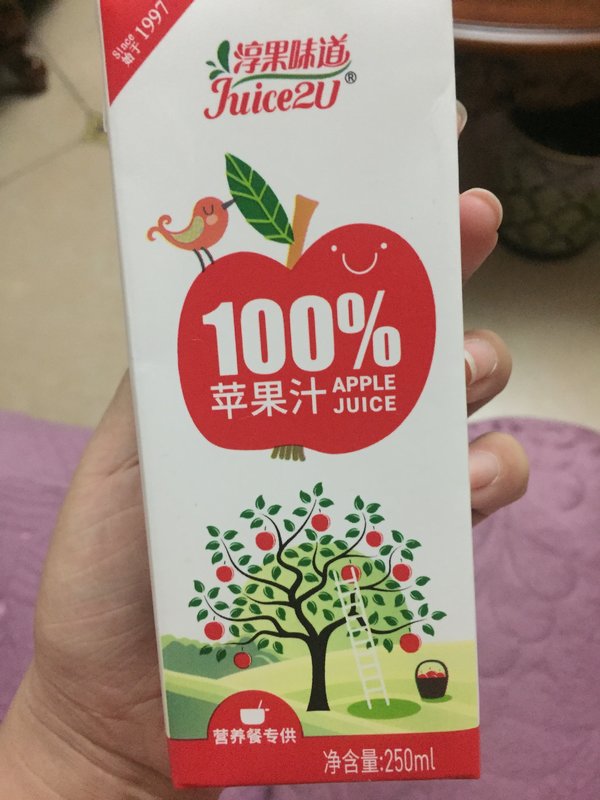 Since 1997
始于
淳果味道
Juice2U®
100%
苹果汁 APPLE
JUICE
营养餐专供
净含量:250ml